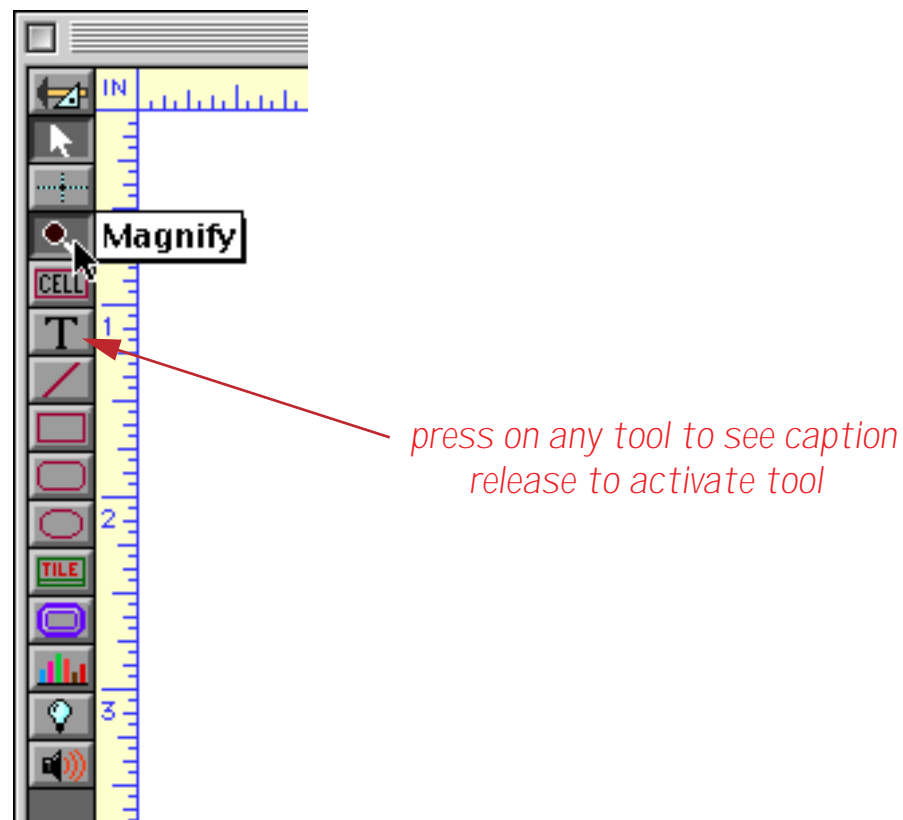 IN
Magnify
CELL
T
1
press on any tool to see caption
release to activate tool
2
TILE
3